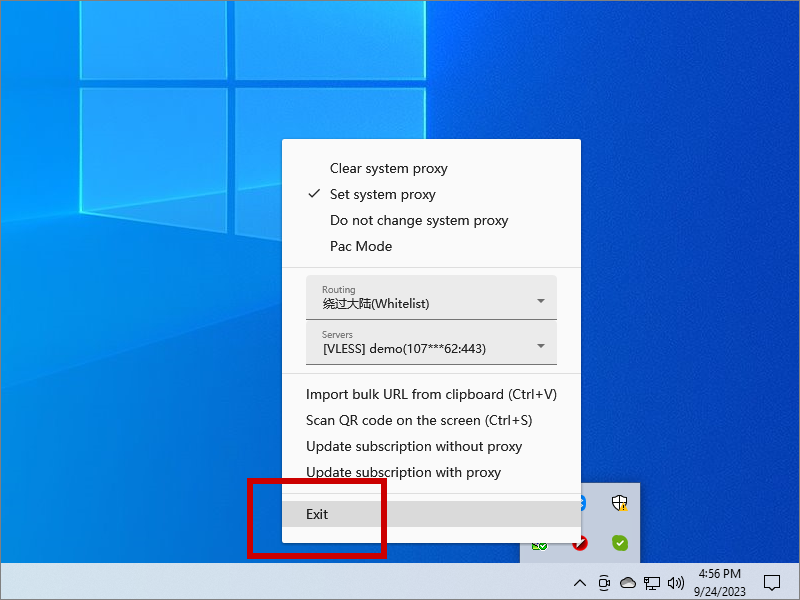 Clear system proxy
Set system proxy
Do not change system proxy
Pac Mode
Routing
绕过大陆(Whitelist)
Servers
[VLESS] demo(107***62:443)
Import bulk URL from clipboard (Ctrl+V)
Scan QR code on the screen (Ctrl+S)
Update subscription without proxy
Update subscription with proxy
Exit
4:56 PM
9/24/2023